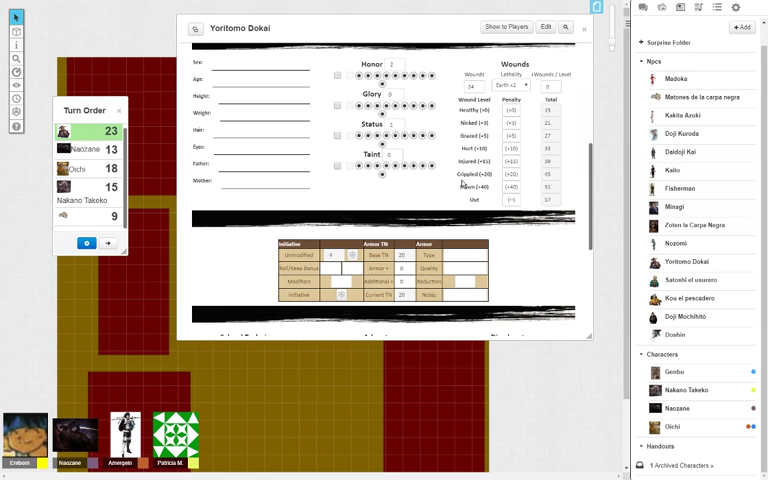 Yoritomo Dokai
Show to Players
Edit
Sex:
Age:
Height:
Weight:
Hair:
Eyes:
Father:
Mother:
Honor 2
Glory 0
Status 1
Taint 0
Wounds
Wounds Lethality +Wounds / Level
24 Earth x2 0
Wound Level Penalty Total
Healthy (+0) (+0) 15
Nicked (+3) (+3) 21
Grazed (+5) (+5) 27
Hurt (+10) (+10) 33
Injured (+15) (+15) 39
Crippled (+20) (+20) 45
Down (+40) (+40) 51
Out (--) 57
Initiative Armor TN Armor
Unmodified 4 Base TN 20 Type
Roll/Keep Bonus Armor + 0 Quality
Modifiers Additional + 0 Reduction
Initiative Current TN 20 Notes
Turn Order
23
Naozane 13
Oichi 18
15
Nakano Takeko
9
Naozane
Amergein
Patricia M.
+ Add
Surprise Folder
Npcs
Madoka
Matones de la carpa negra
Kakita Azuki
Doji Kuroda
Daidoji Kai
Kaito
Fisherman
Minagi
Zoten la Carpa Negra
Nozomi
Yoritomo Dokai
Satoshi el usurero
Kou el pescadero
Doji Mochihito
Doshin
Characters
Genbu
Nakano Takeko
Naozane
Oichi
Handouts
1 Archived Characters »